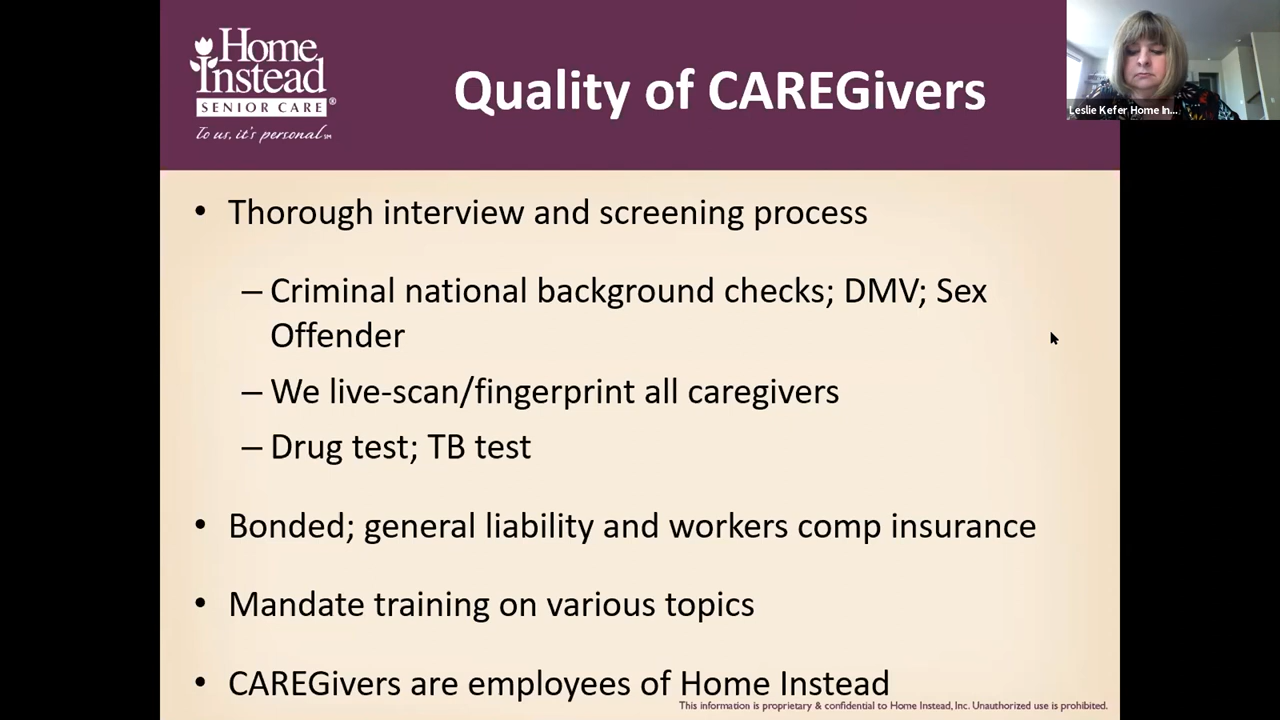 Home
Instead
SENIOR CARE®
To us, it's personal.SM
Quality of CAREGivers
Leslie Kefer Home In...
• Thorough interview and screening process
– Criminal national background checks; DMV; Sex
Offender
– We live-scan/fingerprint all caregivers
– Drug test; TB test
• Bonded; general liability and workers comp insurance
• Mandate training on various topics
• CAREGivers are employees of Home Instead
This information is proprietary & confidential to Home Instead, Inc. Unauthorized use is prohibited.